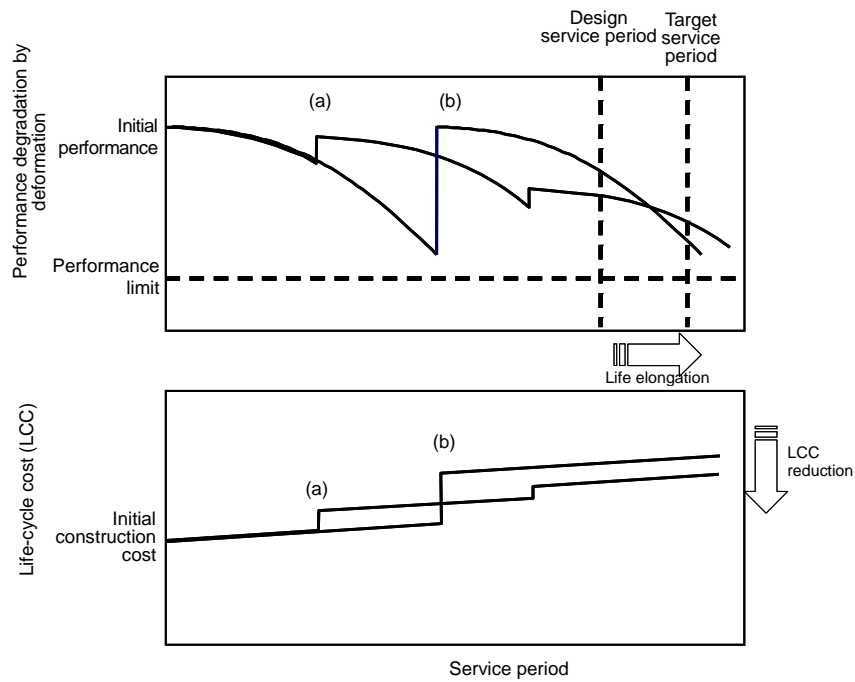 Design
service period
Target
service
period
Performance degradation by
deformation
(a)
(b)
Initial
performance
Performance
limit
Life elongation
Life-cycle cost (LCC)
(b)
(a)
LCC
reduction
Initial
construction
cost
Service period